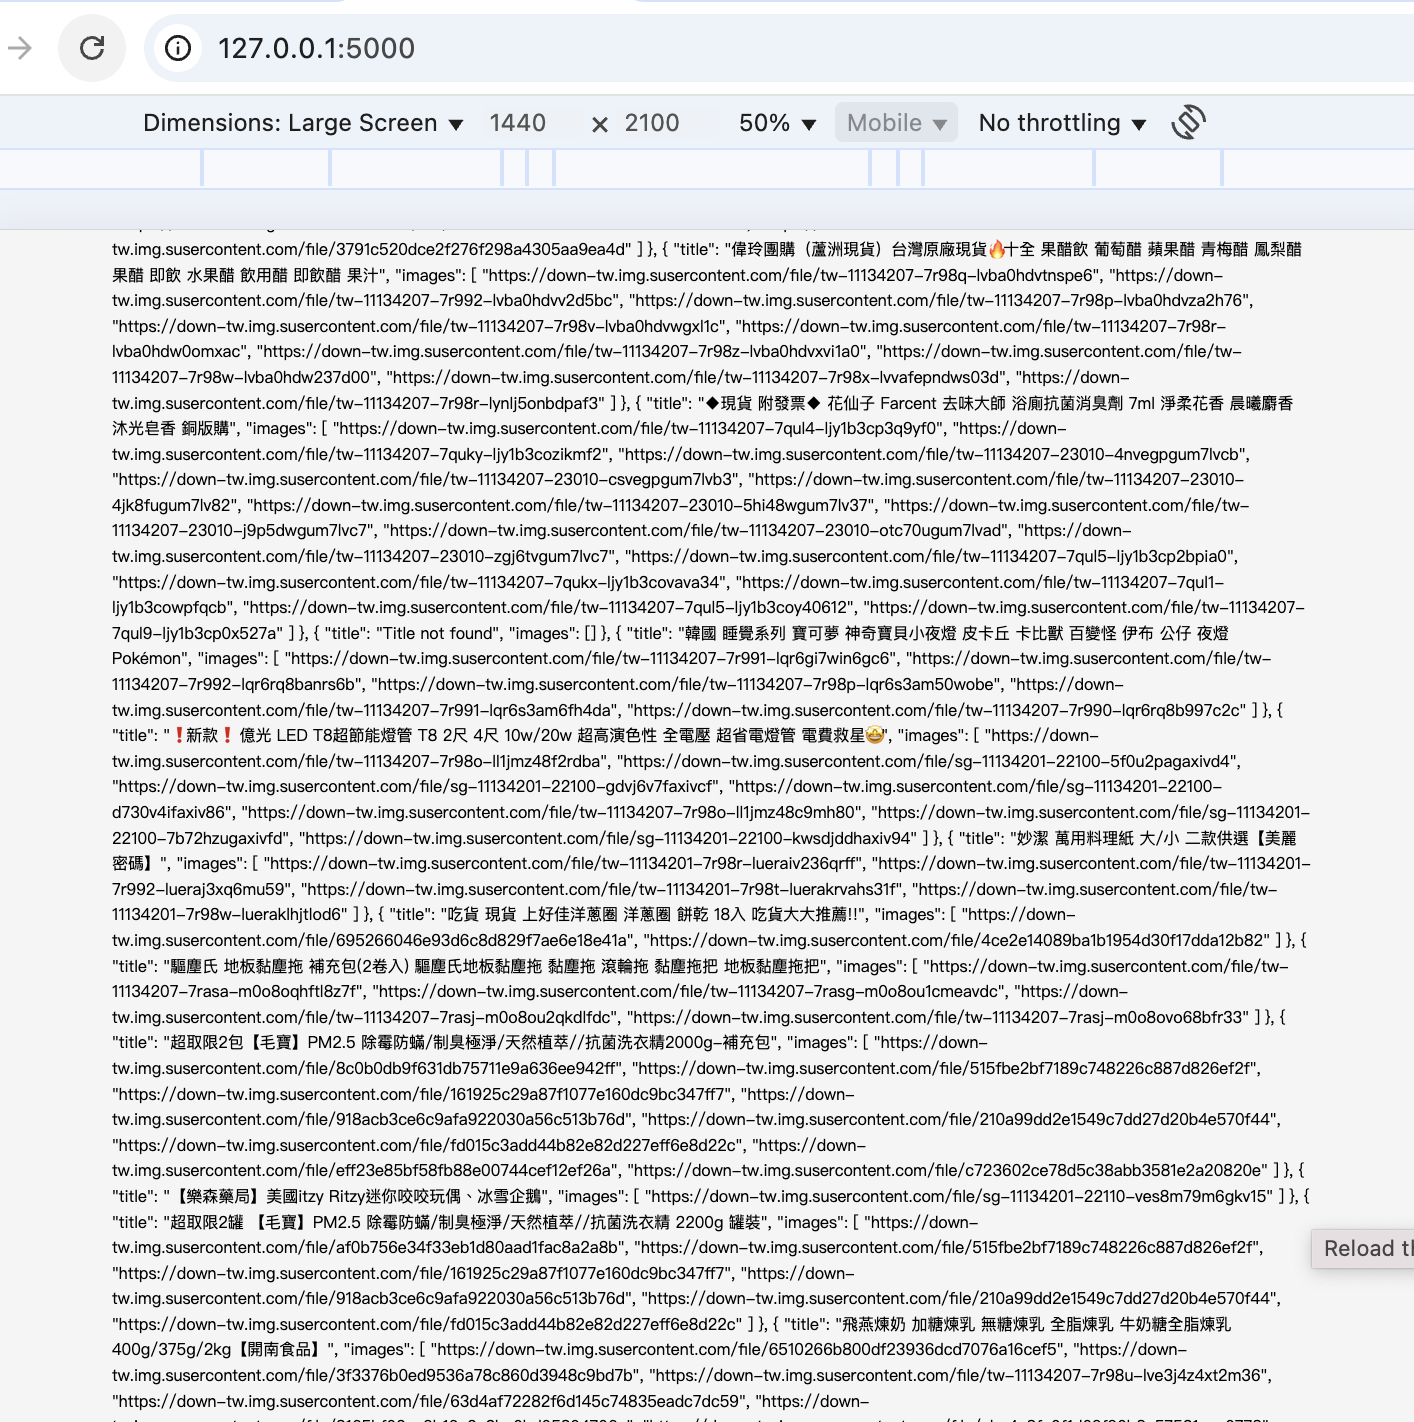 127.0.0.1:5000
Dimensions: Large Screen ▼ 1440 × 2100 50% ▼ Mobile ▼ No throttling ▼
tw.img.susercontent.com/file/3791c520dce2f276f298a4305aa9ea4d" ] }, { "title": "偉玲團購（蘆洲現貨）台灣原廠現貨🔥十全 果醋飲 葡萄醋 蘋果醋 青梅醋 鳳梨醋
果醋 即飲 水果醋 飲用醋 即飲醋 果汁", "images": [ "https://down-tw.img.susercontent.com/file/tw-11134207-7r98q-lvba0hdvtnspe6", "https://down-
tw.img.susercontent.com/file/tw-11134207-7r992-lvba0hdvv2d5bc", "https://down-tw.img.susercontent.com/file/tw-11134207-7r98p-lvba0hdvza2h76",
"https://down-tw.img.susercontent.com/file/tw-11134207-7r98v-lvba0hdvwgxl1c", "https://down-tw.img.susercontent.com/file/tw-11134207-7r98r-
lvba0hdw0omxac", "https://down-tw.img.susercontent.com/file/tw-11134207-7r98z-lvba0hdvxvi1a0", "https://down-tw.img.susercontent.com/file/tw-
11134207-7r98w-lvba0hdw237d00", "https://down-tw.img.susercontent.com/file/tw-11134207-7r98x-lvvafepndws03d", "https://down-
tw.img.susercontent.com/file/tw-11134207-7r98r-lynlj5onbdpaf3" ] }, { "title": "◆現貨 附發票◆ 花仙子 Farcent 去味大師 浴廁抗菌消臭劑 7ml 淨柔花香 晨曦麝香
沐光皂香 銅版購", "images": [ "https://down-tw.img.susercontent.com/file/tw-11134207-7qul4-ljy1b3cp3q9yf0", "https://down-
tw.img.susercontent.com/file/tw-11134207-7quky-ljy1b3cozikmf2", "https://down-tw.img.susercontent.com/file/tw-11134207-23010-4nvegpgum7lvcb",
"https://down-tw.img.susercontent.com/file/tw-11134207-23010-csvegpgum7lvb3", "https://down-tw.img.susercontent.com/file/tw-11134207-23010-
4jk8fugum7lv82", "https://down-tw.img.susercontent.com/file/tw-11134207-23010-5hi48wgum7lv37", "https://down-tw.img.susercontent.com/file/tw-
11134207-23010-j9p5dwgum7lvc7", "https://down-tw.img.susercontent.com/file/tw-11134207-23010-otc70ugum7lvad", "https://down-
tw.img.susercontent.com/file/tw-11134207-23010-zgj6tvgum7lvc7", "https://down-tw.img.susercontent.com/file/tw-11134207-7qul5-ljy1b3cp2bpia0",
"https://down-tw.img.susercontent.com/file/tw-11134207-7qukx-ljy1b3covava34", "https://down-tw.img.susercontent.com/file/tw-11134207-7qul1-
ljy1b3cowpfqcb", "https://down-tw.img.susercontent.com/file/tw-11134207-7qul5-ljy1b3coy40612", "https://down-tw.img.susercontent.com/file/tw-11134207-
7qul9-ljy1b3cp0x527a" ] }, { "title": "Title not found", "images": [] }, { "title": "韓國 睡覺系列 寶可夢 神奇寶貝小夜燈 皮卡丘 卡比獸 百變怪 伊布 公仔 夜燈
Pokémon", "images": [ "https://down-tw.img.susercontent.com/file/tw-11134207-7r991-lqr6gi7win6gc6", "https://down-tw.img.susercontent.com/file/tw-
11134207-7r992-lqr6rq8banrs6b", "https://down-tw.img.susercontent.com/file/tw-11134207-7r98p-lqr6s3am50wobe", "https://down-
tw.img.susercontent.com/file/tw-11134207-7r991-lqr6s3am6fh4da", "https://down-tw.img.susercontent.com/file/tw-11134207-7r990-lqr6rq8b997c2c" ] }, {
"title": "❗新款❗ 億光 LED T8超節能燈管 T8 2尺 4尺 10w/20w 超高演色性 全電壓 超省電燈管 電費救星🤩", "images": [ "https://down-
tw.img.susercontent.com/file/tw-11134207-7r98o-ll1jmz48f2rdba", "https://down-tw.img.susercontent.com/file/sg-11134201-22100-5f0u2pagaxivd4",
"https://down-tw.img.susercontent.com/file/sg-11134201-22100-gdvj6v7faxivcf", "https://down-tw.img.susercontent.com/file/sg-11134201-22100-
d730v4ifaxiv86", "https://down-tw.img.susercontent.com/file/tw-11134207-7r98o-ll1jmz48c9mh80", "https://down-tw.img.susercontent.com/file/sg-11134201-
22100-7b72hzugaxivfd", "https://down-tw.img.susercontent.com/file/sg-11134201-22100-kwsdjddhaxiv94" ] }, { "title": "妙潔 萬用料理紙 大/小 二款供選【美麗
密碼】", "images": [ "https://down-tw.img.susercontent.com/file/tw-11134201-7r98r-lueraiv236qrff", "https://down-tw.img.susercontent.com/file/tw-11134201-
7r992-lueraj3xq6mu59", "https://down-tw.img.susercontent.com/file/tw-11134201-7r98t-luerakrvahs31f", "https://down-tw.img.susercontent.com/file/tw-
11134201-7r98w-lueraklhjtlod6" ] }, { "title": "吃貨 現貨 上好佳洋蔥圈 洋蔥圈 餅乾 18入 吃貨大大推薦!!", "images": [ "https://down-
tw.img.susercontent.com/file/695266046e93d6c8d829f7ae6e18e41a", "https://down-tw.img.susercontent.com/file/4ce2e14089ba1b1954d30f17dda12b82" ] }, {
"title": "驅塵氏 地板黏塵拖 補充包(2卷入) 驅塵氏地板黏塵拖 黏塵拖 滾輪拖 黏塵拖把 地板黏塵拖把", "images": [ "https://down-tw.img.susercontent.com/file/tw-
11134207-7rasa-m0o8oqhftl8z7f", "https://down-tw.img.susercontent.com/file/tw-11134207-7rasg-m0o8ou1cmeavdc", "https://down-
tw.img.susercontent.com/file/tw-11134207-7rasj-m0o8ou2qkdlfdc", "https://down-tw.img.susercontent.com/file/tw-11134207-7rasj-m0o8ovo68bfr33" ] }, {
"title": "超取限2包【毛寶】PM2.5 除霉防蟎/制臭極淨/天然植萃//抗菌洗衣精2000g-補充包", "images": [ "https://down-
tw.img.susercontent.com/file/8c0b0db9f631db75711e9a636ee942ff", "https://down-tw.img.susercontent.com/file/515fbe2bf7189c748226c887d826ef2f",
"https://down-tw.img.susercontent.com/file/161925c29a87f1077e160dc9bc347ff7", "https://down-
tw.img.susercontent.com/file/918acb3ce6c9afa922030a56c513b76d", "https://down-tw.img.susercontent.com/file/210a99dd2e1549c7dd27d20b4e570f44",
"https://down-tw.img.susercontent.com/file/fd015c3add44b82e82d227eff6e8d22c", "https://down-
tw.img.susercontent.com/file/eff23e85bf58fb88e00744cef12ef26a", "https://down-tw.img.susercontent.com/file/c723602ce78d5c38abb3581e2a20820e" ] }, {
"title": "【樂森藥局】美國itzy Ritzy迷你咬咬玩偶、冰雪企鵝", "images": [ "https://down-tw.img.susercontent.com/file/sg-11134201-22110-ves8m79m6gkv15" ] }, {
"title": "超取限2罐 【毛寶】PM2.5 除霉防蟎/制臭極淨/天然植萃//抗菌洗衣精 2200g 罐裝", "images": [ "https://down-
tw.img.susercontent.com/file/af0b756e34f33eb1d80aad1fac8a2a8b", "https://down-tw.img.susercontent.com/file/515fbe2bf7189c748226c887d826ef2f",
"https://down-tw.img.susercontent.com/file/161925c29a87f1077e160dc9bc347ff7", "https://down-
tw.img.susercontent.com/file/918acb3ce6c9afa922030a56c513b76d", "https://down-tw.img.susercontent.com/file/210a99dd2e1549c7dd27d20b4e570f44",
"https://down-tw.img.susercontent.com/file/fd015c3add44b82e82d227eff6e8d22c" ] }, { "title": "飛燕煉奶 加糖煉乳 無糖煉乳 全脂煉乳 牛奶糖全脂煉乳
400g/375g/2kg【開南食品】", "images": [ "https://down-tw.img.susercontent.com/file/6510266b800df23936dcd7076a16cef5", "https://down-
tw.img.susercontent.com/file/3f3376b0ed9536a78c860d3948c9bd7b", "https://down-tw.img.susercontent.com/file/tw-11134207-7r98u-lve3j4z4xt2m36",
"https://down-tw.img.susercontent.com/file/63d4af72282f6d145c74835eadc7dc59", "https://down-
Reload